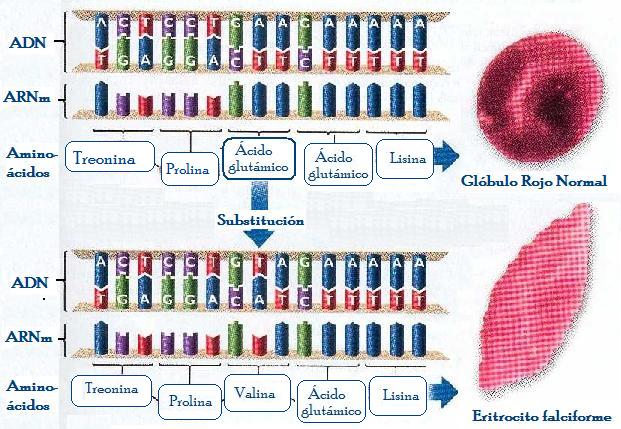 A C T C C T G A A G A A A A A
ADN
T G A G G A C T T C T T T T T
ARNm
Amino-
ácidos
Treonina
Prolina
Ácido
glutámico
Ácido
glutámico
Lisina
Glóbulo Rojo Normal
Substitución
A C T C C T G T A G A A A A A
ADN
T G A G G A C A T C T T T T T
ARNm
Amino-
ácidos
Treonina
Prolina
Valina
Ácido
glutámico
Lisina
Eritrocito falciforme